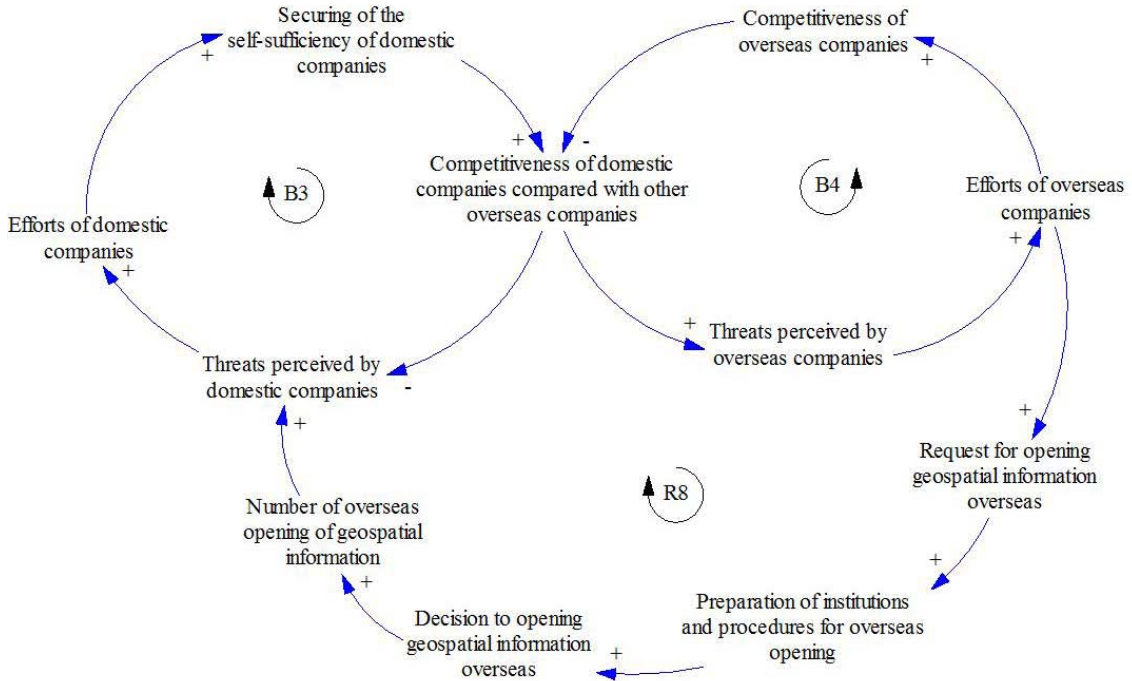 Securing of the
self-sufficiency of domestic
companies
+
Competitiveness of
overseas companies
+
+
-
B3
B4
Competitiveness of domestic
companies compared with other
overseas companies
Efforts of overseas
companies
+
Efforts of domestic
companies
+
+
Threats perceived by
overseas companies
Threats perceived by
domestic companies
-
+
+
Request for opening
geospatial information
overseas
R8
Number of overseas
opening of geospatial
information
+
+
Preparation of institutions
and procedures for overseas
opening
Decision to opening
geospatial information
overseas
+